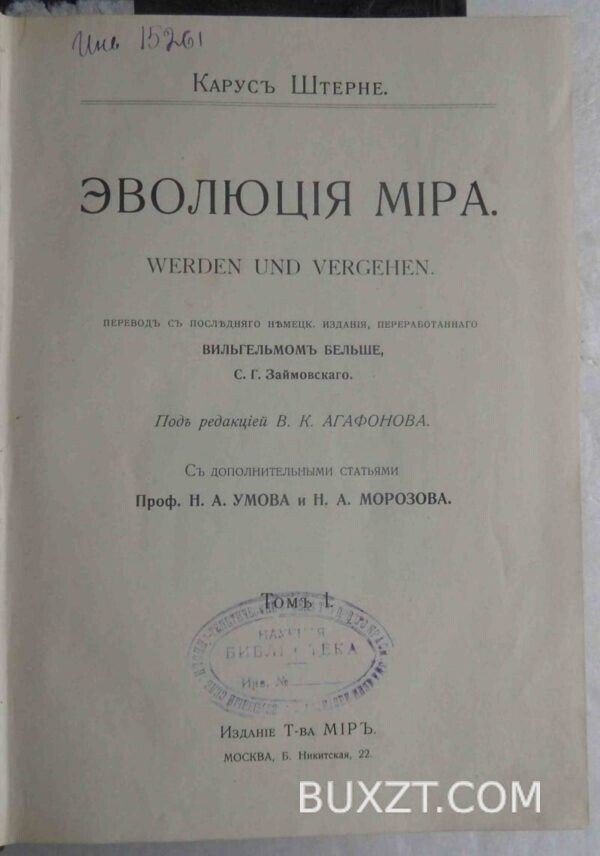 Инв 15261
Карусъ Штерне.
ЭВОЛЮЦІЯ МІРА.
WERDEN UND VERGEHEN.
ПЕРЕВОДЪ СЪ ПОСЛѢДНЯГО НѢМЕЦК. ИЗДАНІЯ, ПЕРЕРАБОТАННАГО
ВИЛЬГЕЛЬМОМЪ БЕЛЬШЕ,
С. Г. Займовскаго.
Подъ редакціей В. К. АГАФОНОВА.
Съ дополнительными статьями
Проф. Н. А. УМОВА и Н. А. МОРОЗОВА.
Томъ I.
НАУЧНАЯ
БИБЛИОТЕКА
Инв. №
Изданіе Т-ва МІРЪ.
МОСКВА, Б. Никитская, 22.
BUXZT.COM